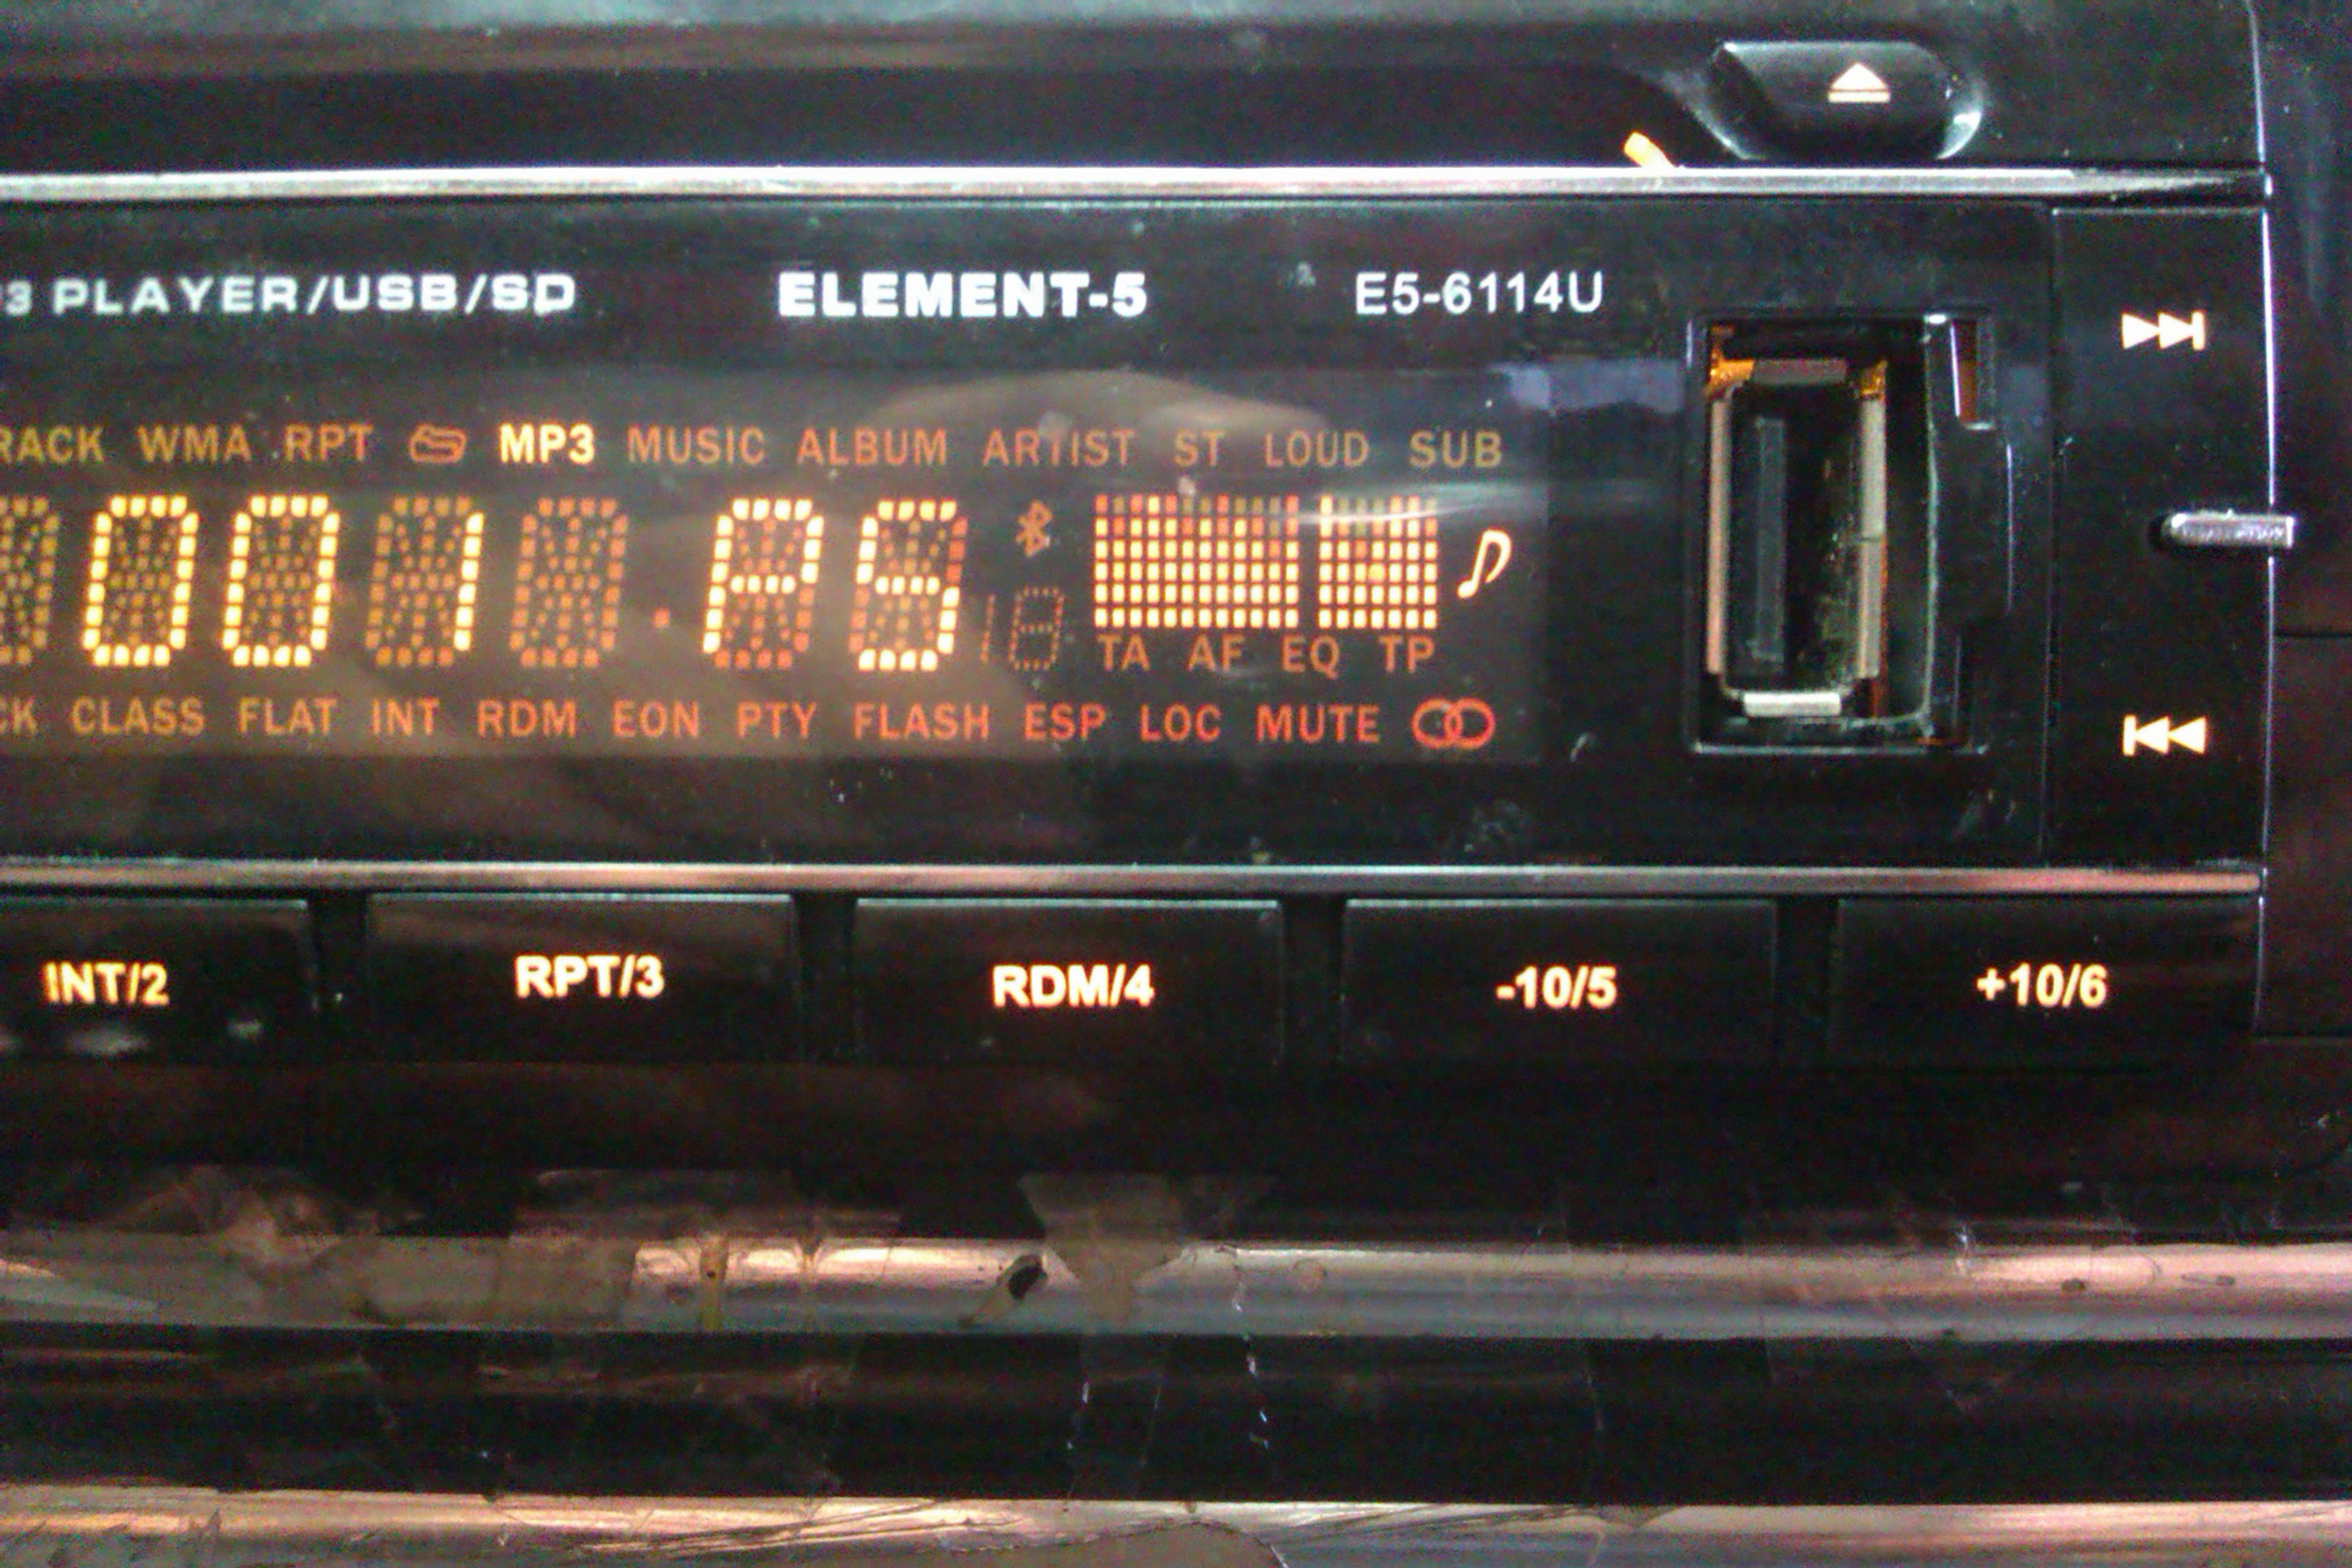 3 PLAYER/USB/SD ELEMENT-5 E5-6114U
RACK WMA RPT MP3 MUSIC ALBUM ARTIST ST LOUD SUB
001 P5
TA AF EQ TP
CK CLASS FLAT INT RDM EON PTY FLASH ESP LOC MUTE
INT/2 RPT/3 RDM/4 -10/5 +10/6